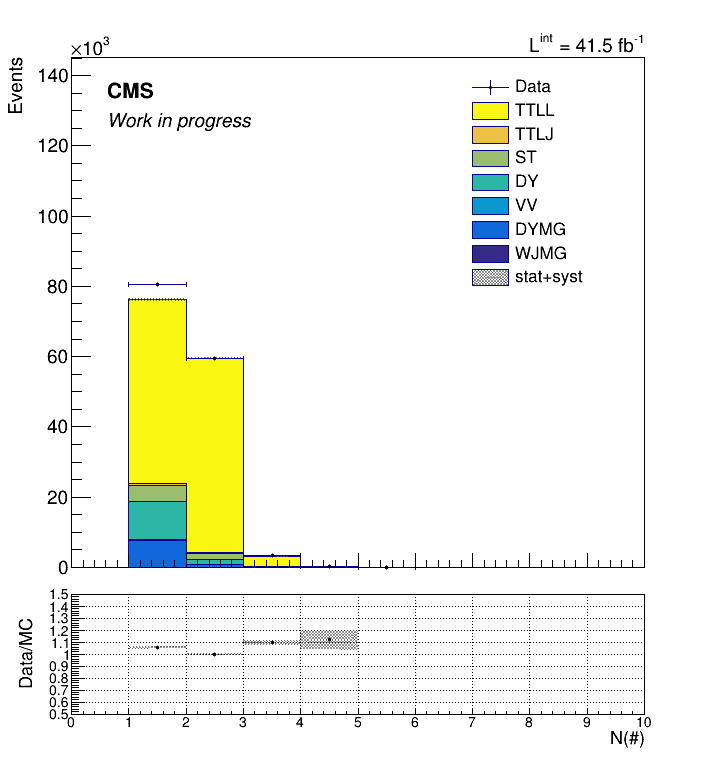 ×10³
L^int = 41.5 fb⁻¹
Events
140
120
100
80
60
40
20
0
CMS
Work in progress
Data
TTLL
TTLJ
ST
DY
VV
DYMG
WJMG
stat+syst
Data/MC
1.5
1.4
1.3
1.2
1.1
1
0.9
0.8
0.7
0.6
0.5
0 1 2 3 4 5 6 7 8 9 10
N(#)